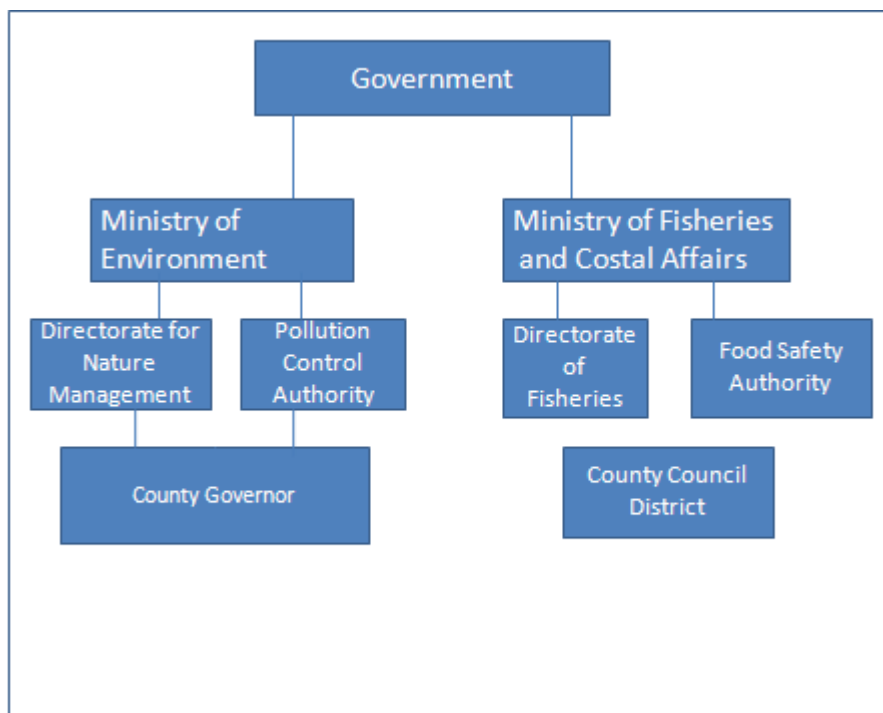 Government
Ministry of
Environment
Ministry of Fisheries
and Costal Affairs
Directorate for
Nature
Management
Pollution
Control
Authority
Directorate
of
Fisheries
Food Safety
Authority
County Governor
County Council
District